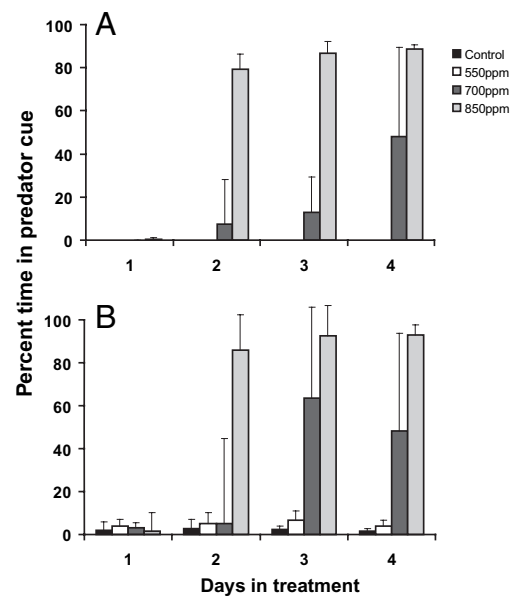 A
100
80
60
40
20
0
1 2 3 4
Control
550ppm
700ppm
850ppm
Percent time in predator cue
B
100
80
60
40
20
0
1 2 3 4
Days in treatment